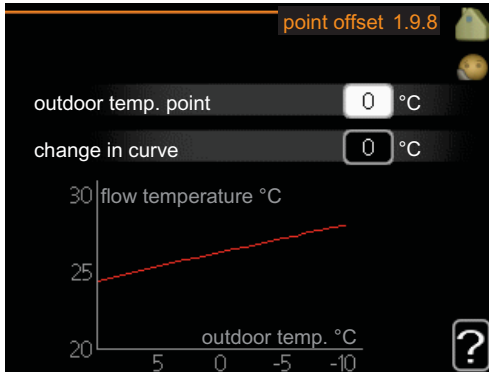 point offset 1.9.8
outdoor temp. point 0 °C
change in curve 0 °C
30 flow temperature °C
25
outdoor temp. °C
20
5 0 -5 -10
?